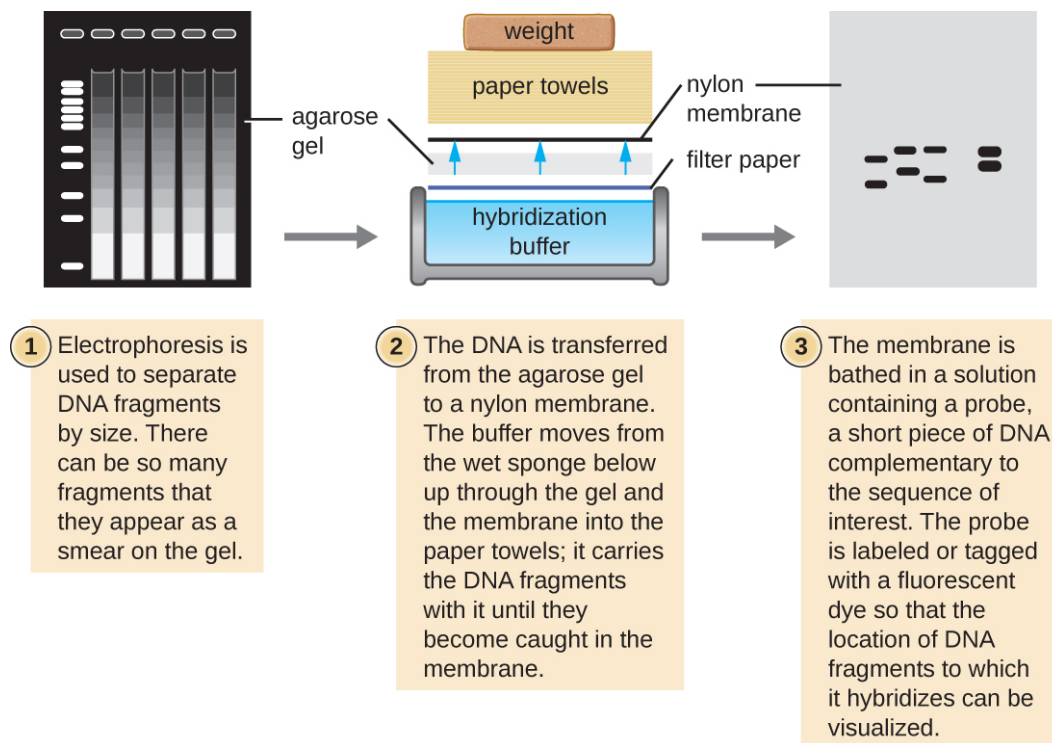 weight
paper towels
agarose
gel
nylon
membrane
filter paper
hybridization
buffer
1
Electrophoresis is
used to separate
DNA fragments
by size. There
can be so many
fragments that
they appear as a
smear on the gel.
2
The DNA is transferred
from the agarose gel
to a nylon membrane.
The buffer moves from
the wet sponge below
up through the gel and
the membrane into the
paper towels; it carries
the DNA fragments
with it until they
become caught in the
membrane.
3
The membrane is
bathed in a solution
containing a probe,
a short piece of DNA
complementary to
the sequence of
interest. The probe
is labeled or tagged
with a fluorescent
dye so that the
location of DNA
fragments to which
it hybridizes can be
visualized.